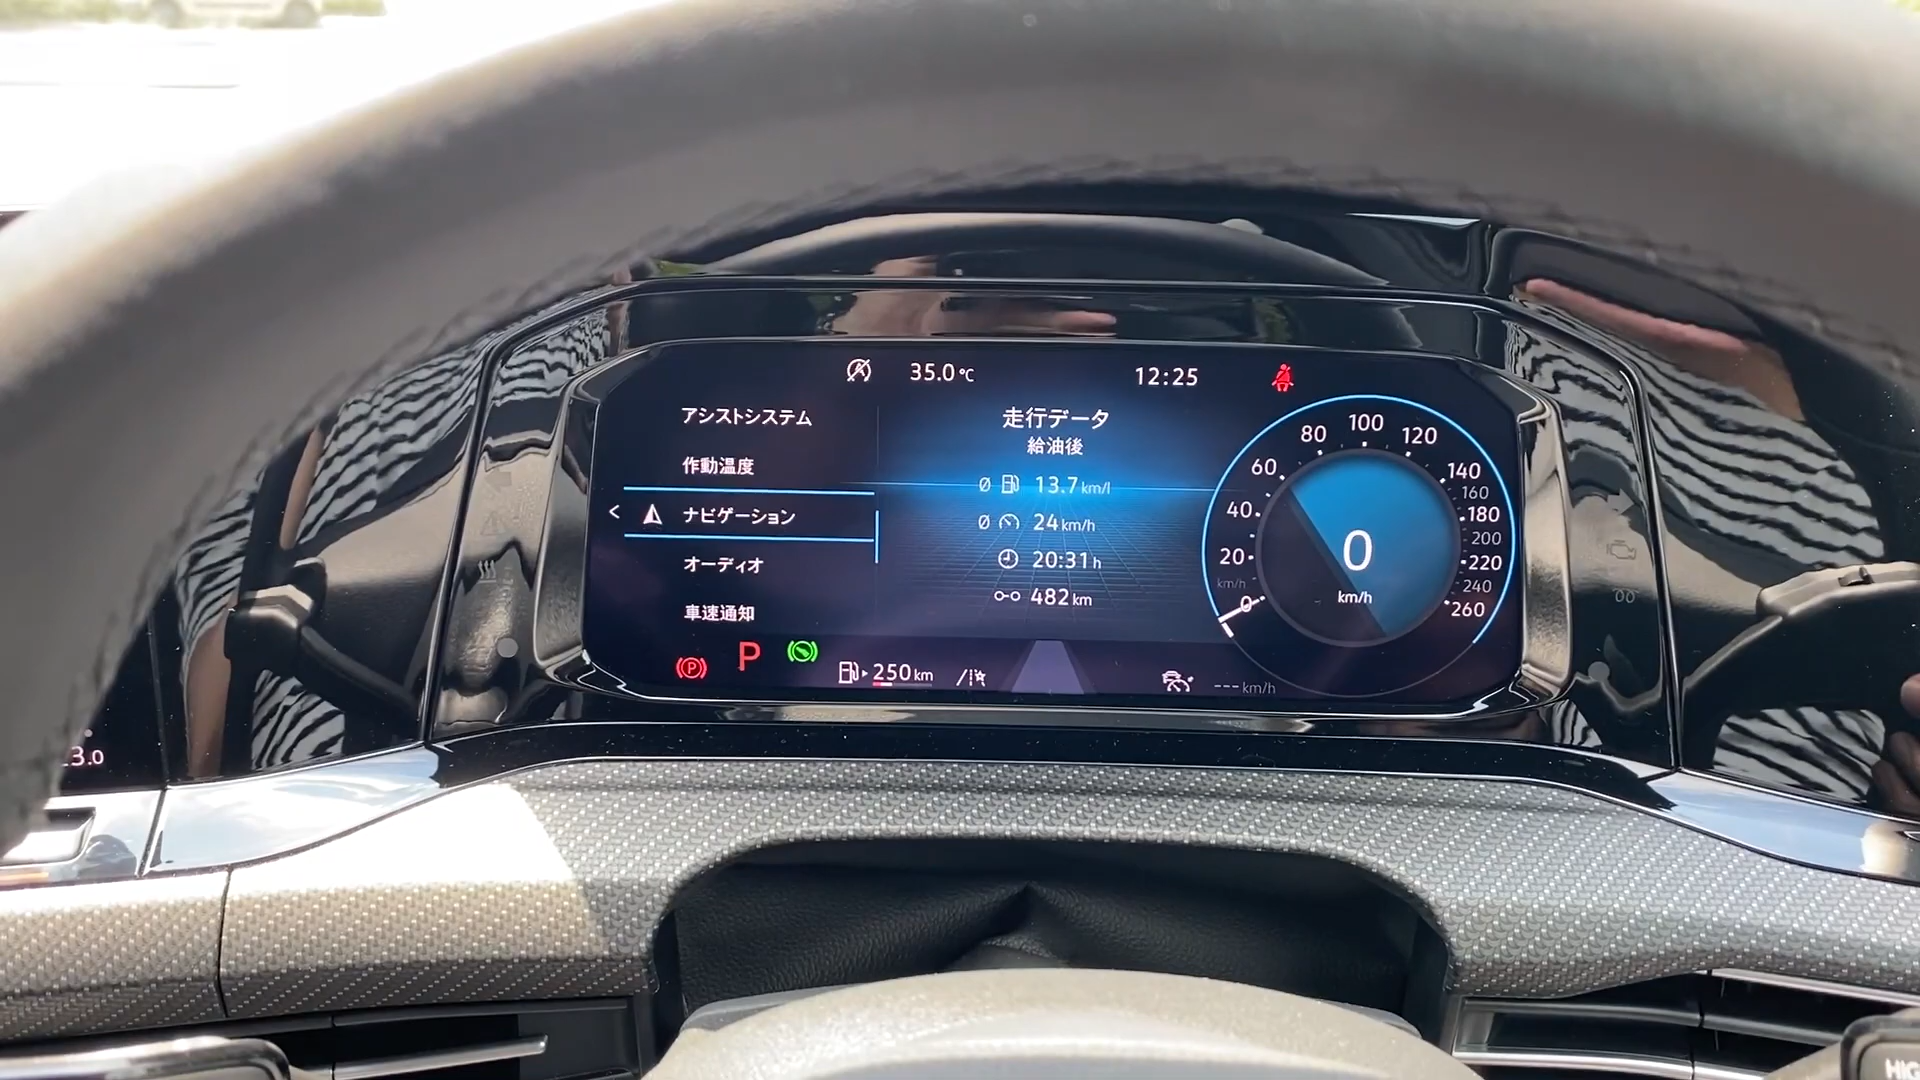 35.0℃
12:25
アシストシステム
作動温度
< ナビゲーション
オーディオ
車速通知
走行データ
給油後
Ø 13.7 km/l
Ø 24 km/h
20:31 h
482 km
0
20
40
60
80
100
120
140
160
180
200
220
240
260
km/h
0
km/h
P
P
250 km
--- km/h
3.0
HIG